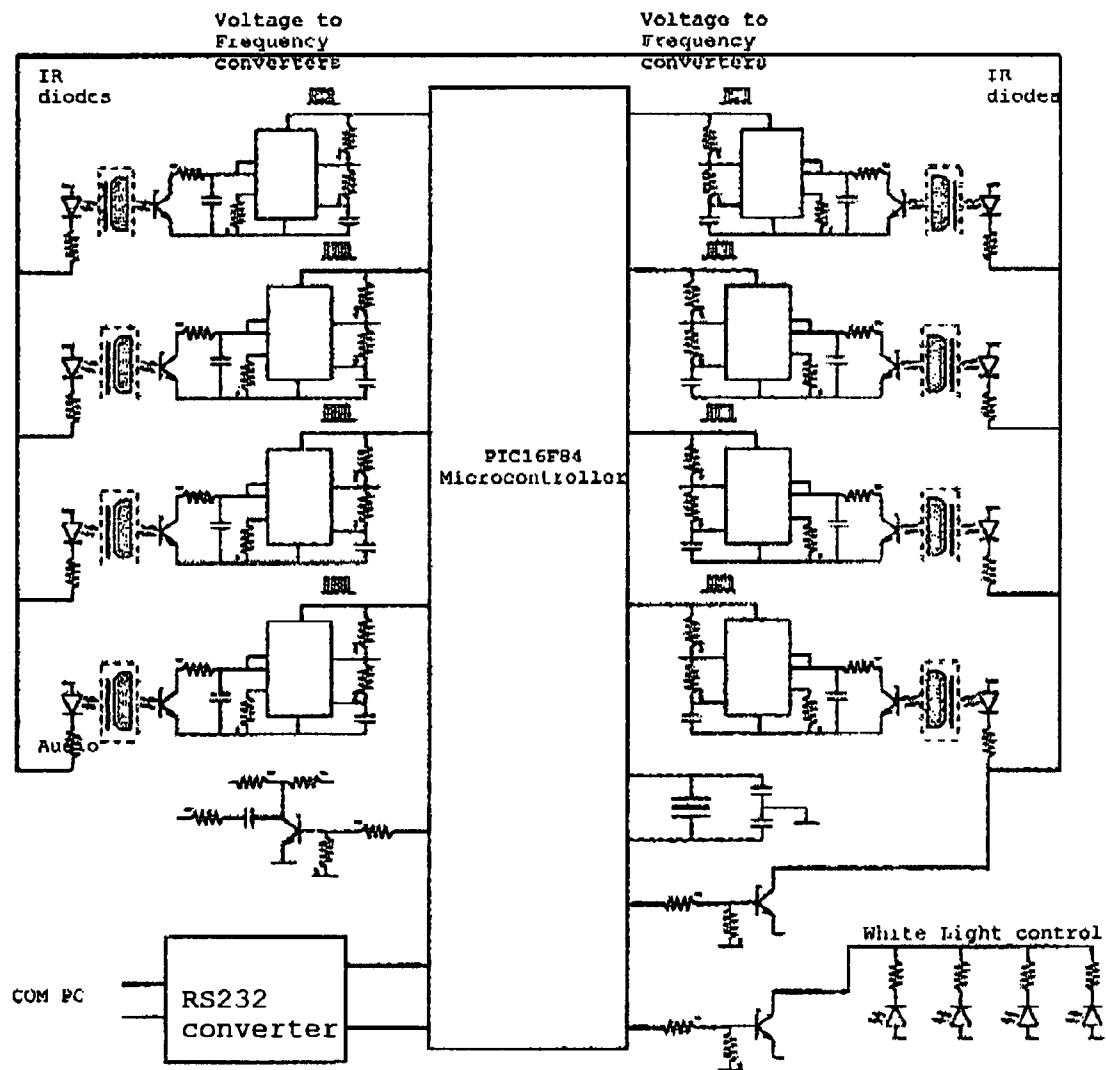 Voltage to
Frequency
converters
Voltage to
Frequency
converters
IR
diodes
IR
diodes
PIC16F84
Microcontroller
Audio
White Light control
COM PC
RS232
converter